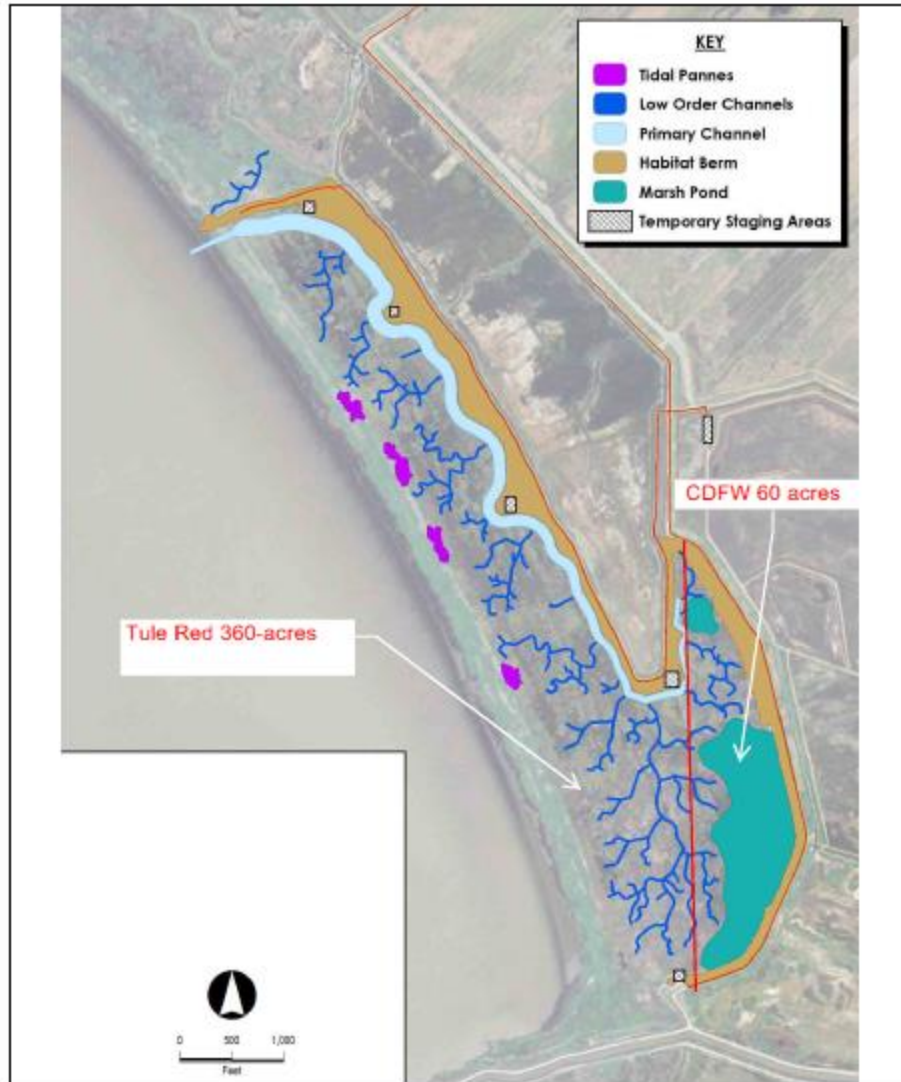 KEY
Tidal Pannes
Low Order Channels
Primary Channel
Habitat Berm
Marsh Pond
Temporary Staging Areas
CDFW 60 acres
Tule Red 360-acres
0 500 1,000
Feet